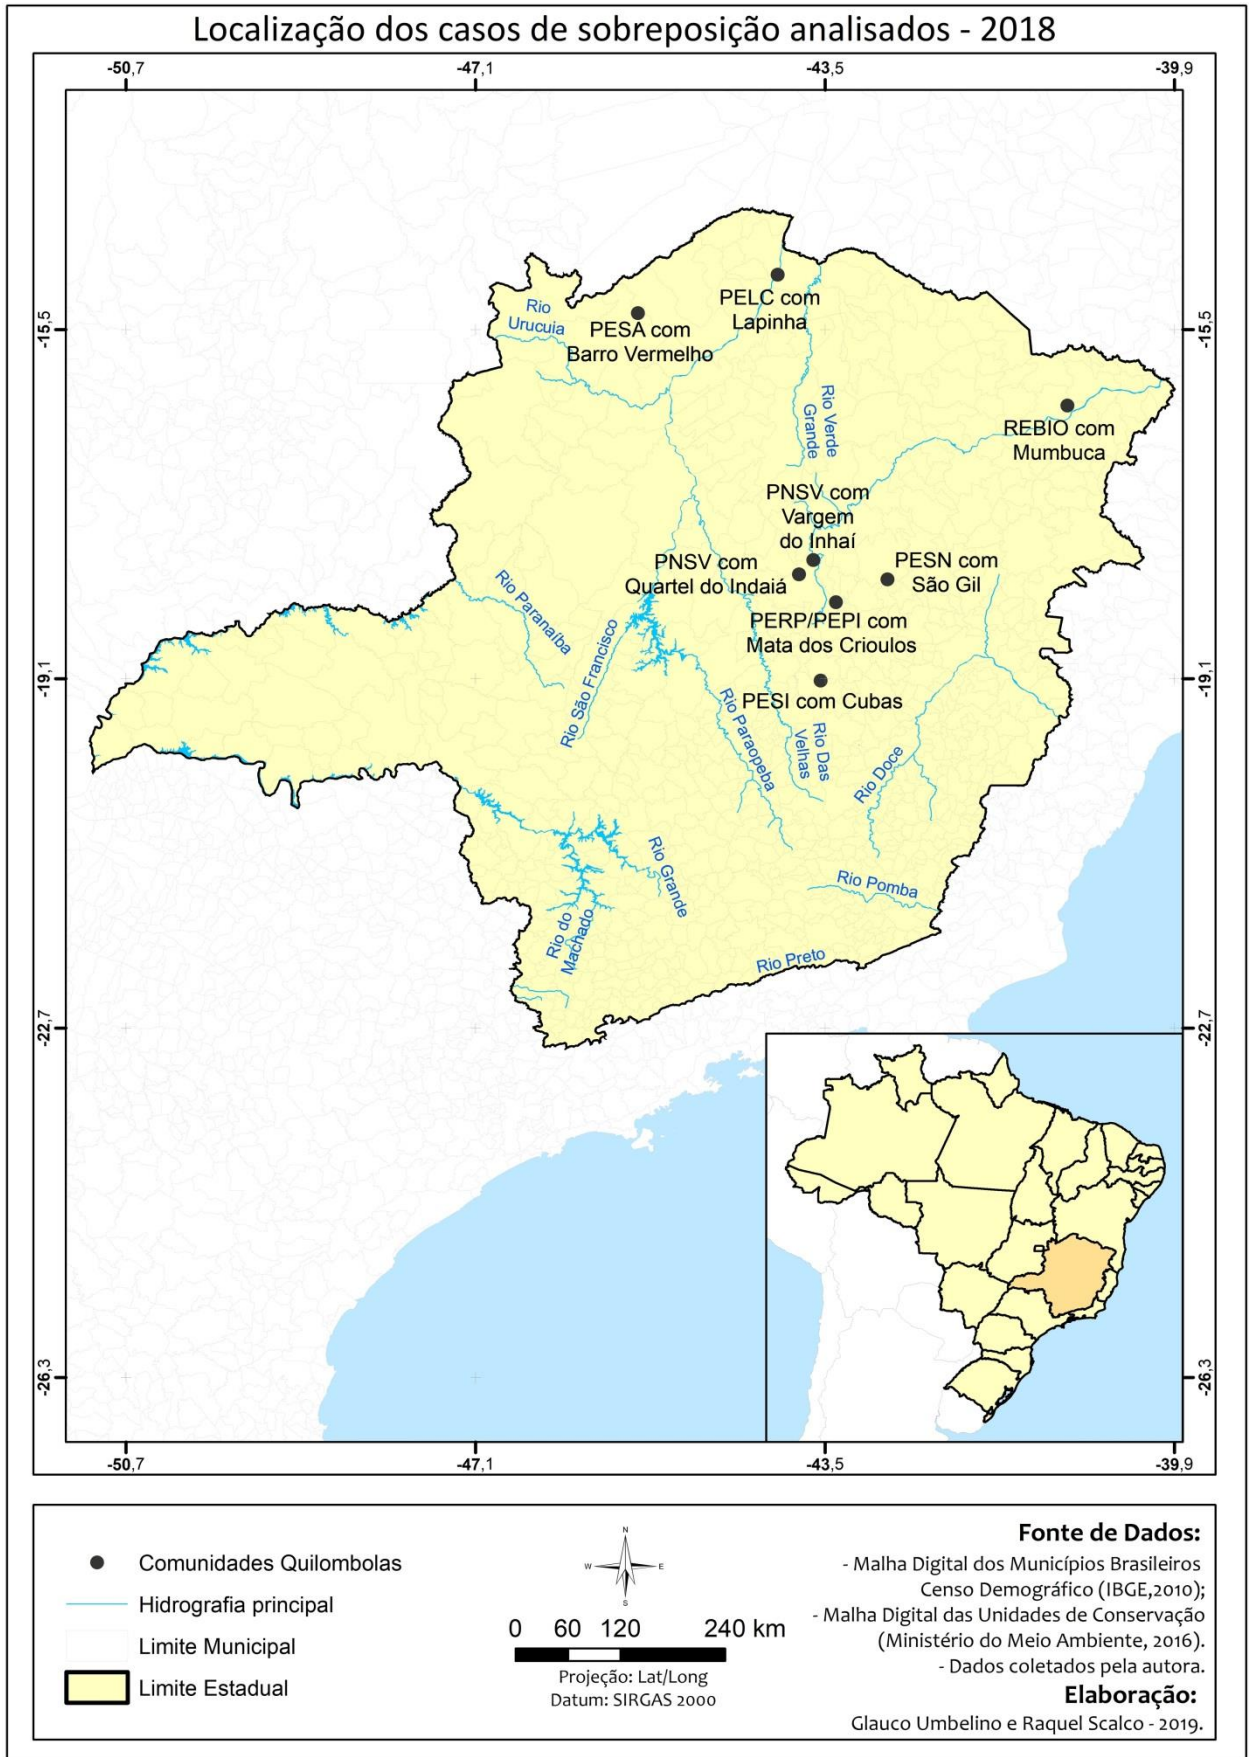 Localização dos casos de sobreposição analisados - 2018
-50,7
-47,1
-43,5
-39,9
-15,5
-15,5
-19,1
-19,1
-22,7
-22,7
-26,3
-26,3
Rio
Urucuia
PESA com
Barro Vermelho
PELC com
Lapinha
Rio Verde
Grande
REBIO com
Mumbuca
PNSV com
Vargem
do Inhaí
PNSV com
Quartel do Indaiá
PESN com
São Gil
PERP/PEPI com
Mata dos Crioulos
PESI com Cubas
Rio Paranaíba
Rio São Francisco
Rio Paraopeba
Rio Das
Velhas
Rio Doce
Rio Grande
Rio do
Machado
Rio Pomba
Rio Preto
-50,7
-47,1
-43,5
-39,9
Comunidades Quilombolas
Hidrografia principal
Limite Municipal
Limite Estadual
N
W
E
S
0 60 120 240 km
Projeção: Lat/Long
Datum: SIRGAS 2000
Fonte de Dados:
- Malha Digital dos Municípios Brasileiros
Censo Demográfico (IBGE,2010);
- Malha Digital das Unidades de Conservação
(Ministério do Meio Ambiente, 2016).
- Dados coletados pela autora.
Elaboração:
Glauco Umbelino e Raquel Scalco - 2019.